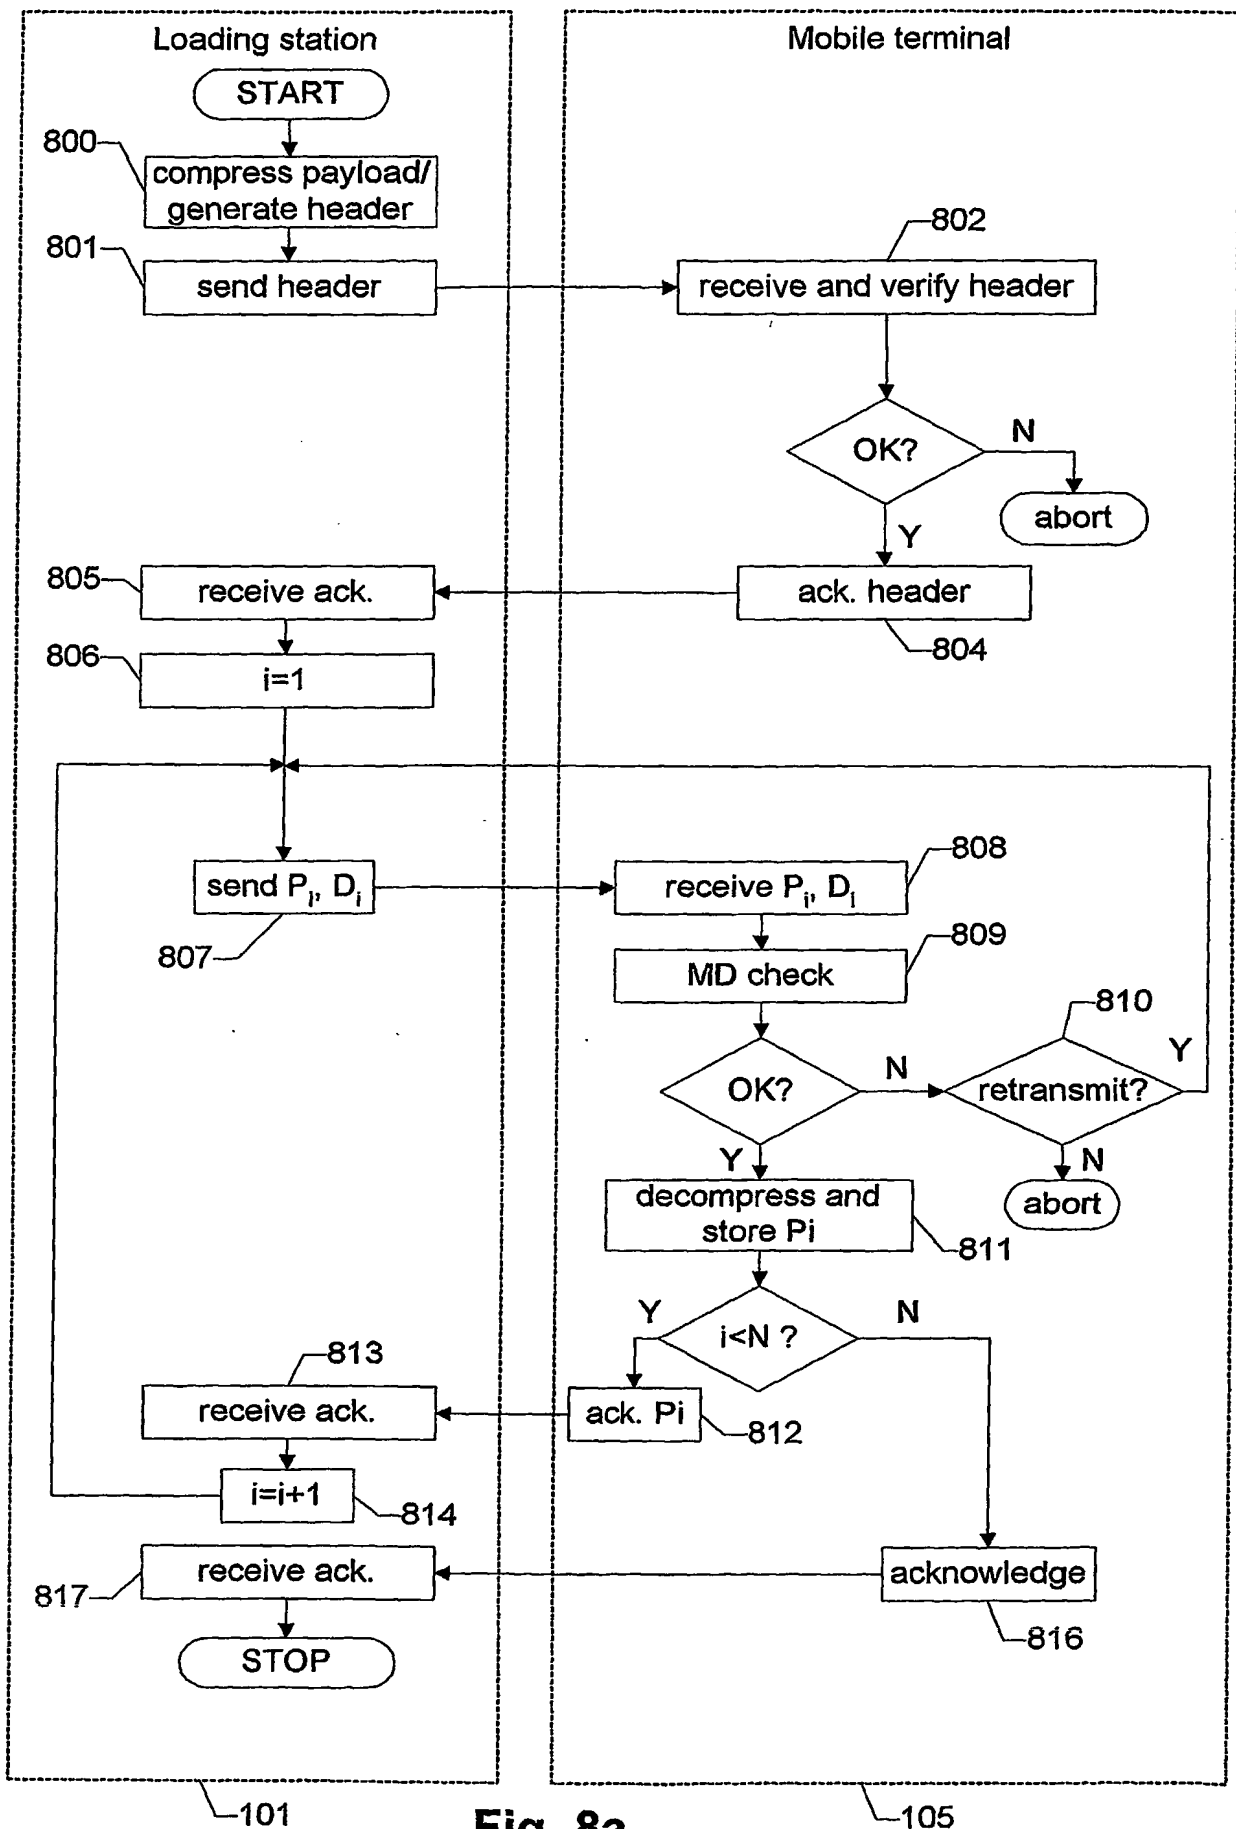 Loading station
Mobile terminal
START
800
compress payload/
generate header
802
801
send header
receive and verify header
OK?
N
abort
Y
805
receive ack.
ack. header
804
806
i=1
808
send Pi, Di
receive Pi, Di
807
809
MD check
810
Y
OK?
N
retransmit?
Y
N
decompress and
store Pi
abort
811
Y
i<N ?
N
813
receive ack.
ack. Pi
812
i=i+1
814
receive ack.
acknowledge
817
816
STOP
101
Fig. 8a
105